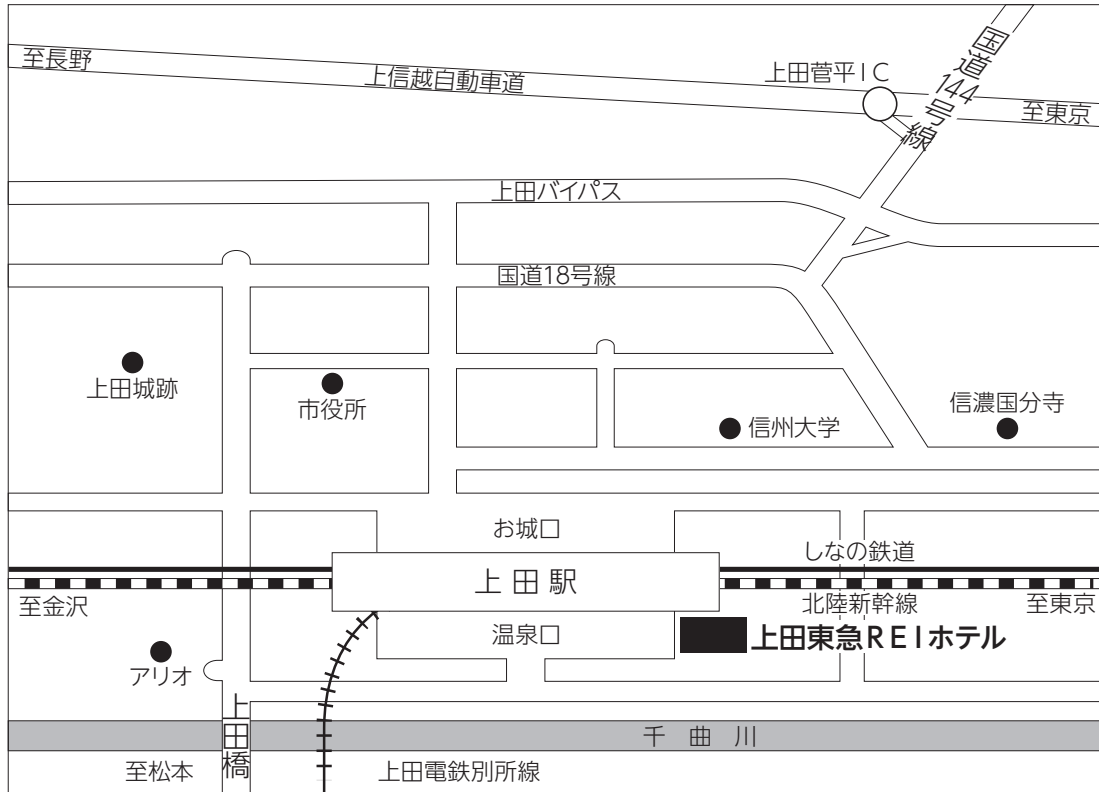 至長野
上信越自動車道
上田菅平IC
国道144号線
至東京
上田バイパス
国道18号線
上田城跡
市役所
信州大学
信濃国分寺
お城口
しなの鉄道
上田駅
至金沢
北陸新幹線
至東京
温泉口
上田東急REIホテル
アリオ
上田橋
千曲川
至松本
上田電鉄別所線